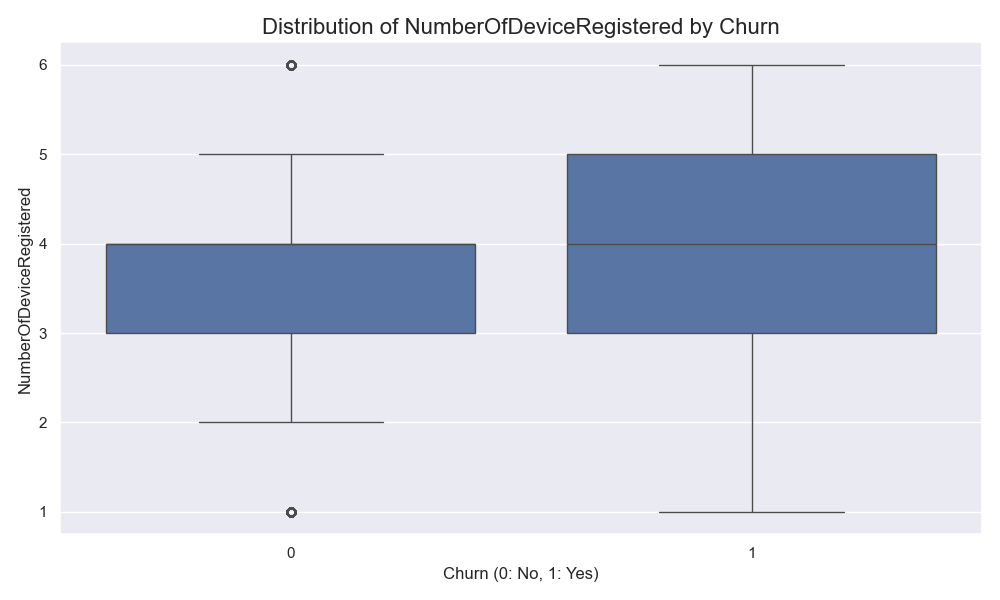 Distribution of NumberOfDeviceRegistered by Churn
NumberOfDeviceRegistered
6
5
4
3
2
1
0 1
Churn (0: No, 1: Yes)